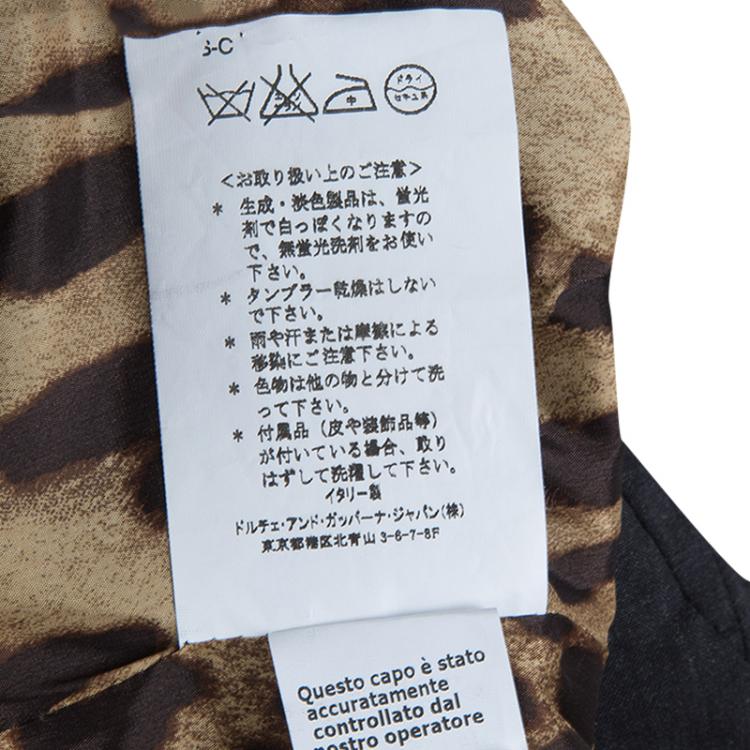 S-C
中
ドライ
セキユ系
<お取り扱い上のご注意>
* 生成・淡色製品は、蛍光
剤で白っぽくなりますの
で、無蛍光洗剤をお使い
下さい。
* タンブラー乾燥はしない
で下さい。
* 雨や汗または摩擦による
移染にご注意下さい。
* 色物は他の物と分けて洗
って下さい。
* 付属品(皮や装飾品等)
が付いている場合、取り
はずして洗濯して下さい。
イタリー製
ドルチェ・アンド・ガッバーナ・ジャパン(株)
東京都港区北青山 3-6-7-8F
Questo capo è stato
accuratamente
controllato dal
nostro operatore